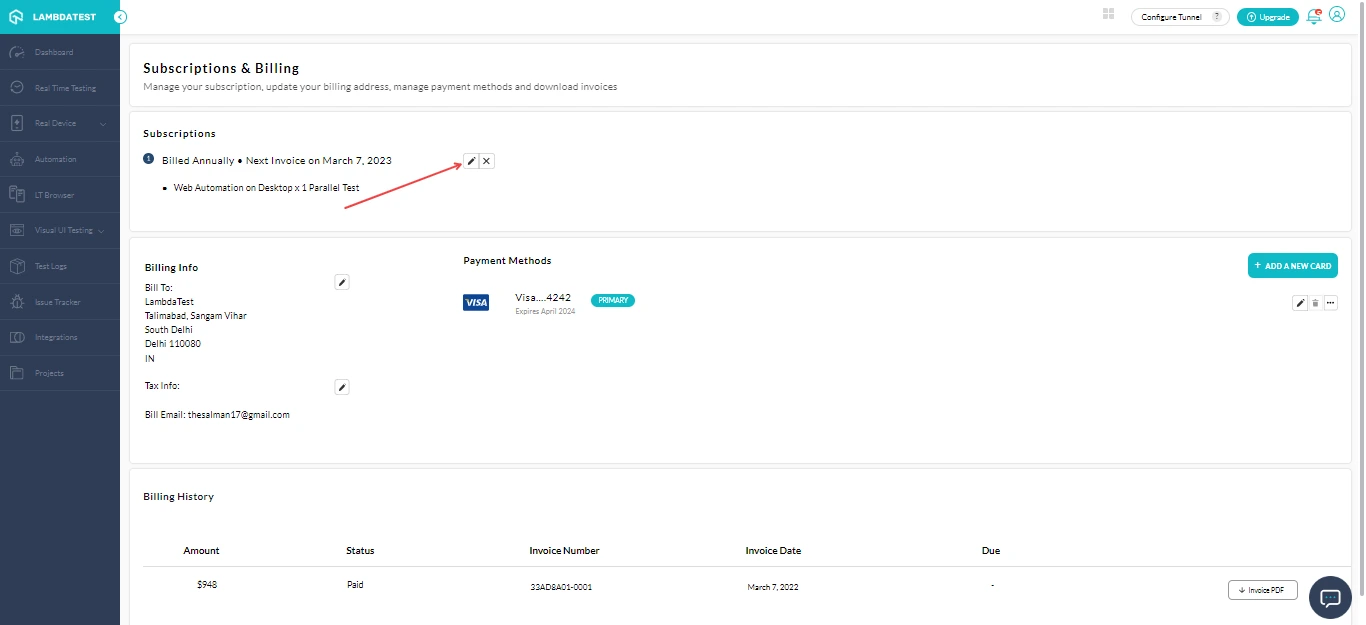 LAMBDATEST
Configure Tunnel ?
Upgrade
Dashboard
Real Time Testing
Real Device
Automation
LT Browser
Visual UI Testing
Test Logs
Issue Tracker
Integrations
Projects
Subscriptions & Billing
Manage your subscription, update your billing address, manage payment methods and download invoices
Subscriptions
1 Billed Annually • Next Invoice on March 7, 2023
• Web Automation on Desktop x 1 Parallel Test
Billing Info
Bill To:
LambdaTest
Talimabad, Sangam Vihar
South Delhi
Delhi 110080
IN
Tax Info:
Bill Email: thesalman17@gmail.com
Payment Methods
+ ADD A NEW CARD
VISA Visa....4242 PRIMARY
Expires April 2024
Billing History
Amount Status Invoice Number Invoice Date Due
$948 Paid 33AD8A01-0001 March 7, 2022 -
Invoice PDF